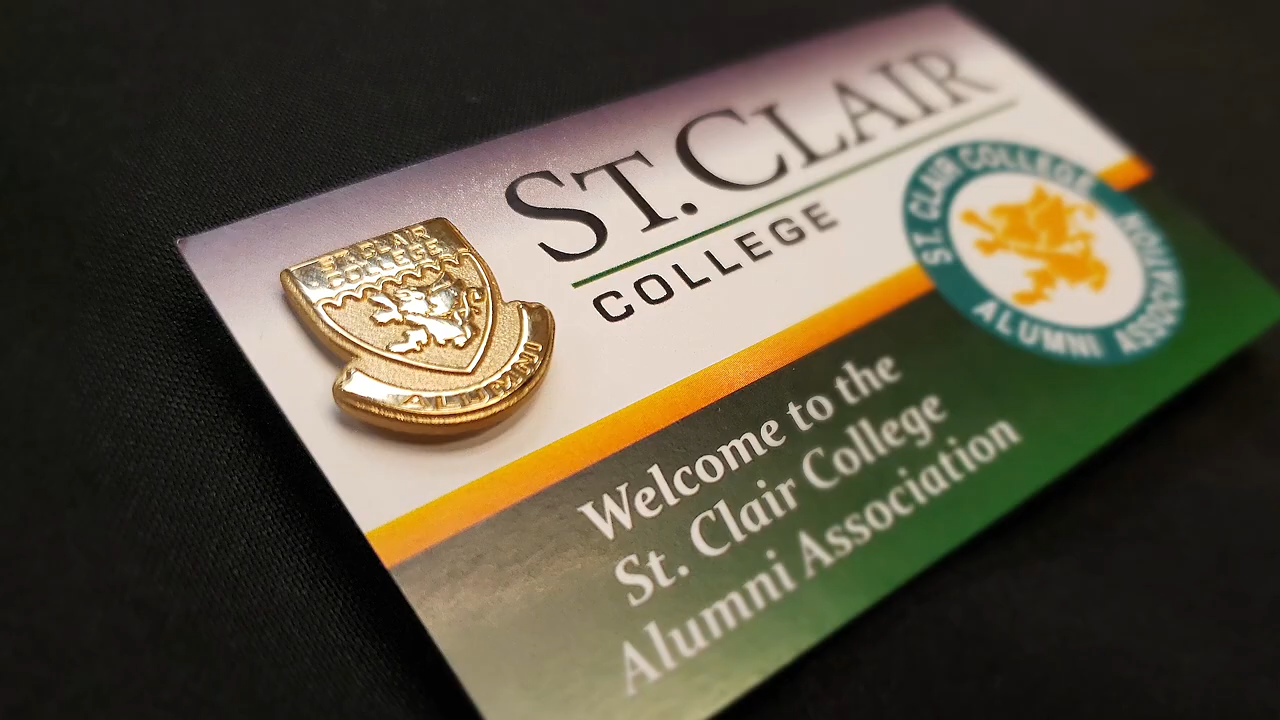 ST. CLAIR
COLLEGE
ST. CLAIR
COLLEGE
ALUMNI
ST. CLAIR COLLEGE
ALUMNI ASSOCIATION
Welcome to the
St. Clair College
Alumni Association